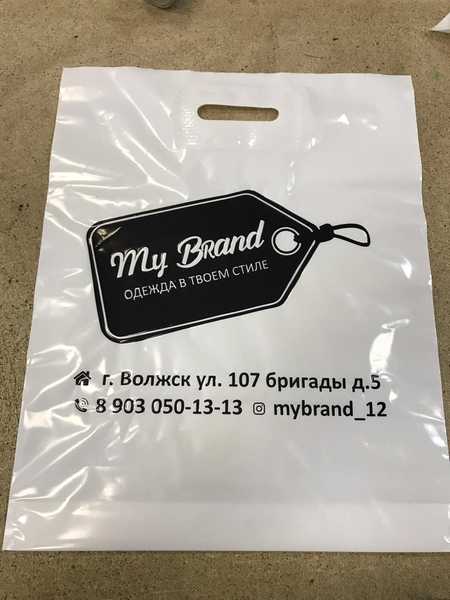 My Brand
ОДЕЖДА В ТВОЕМ СТИЛЕ
г. Волжск ул. 107 бригады д.5
8 903 050-13-13 mybrand_12